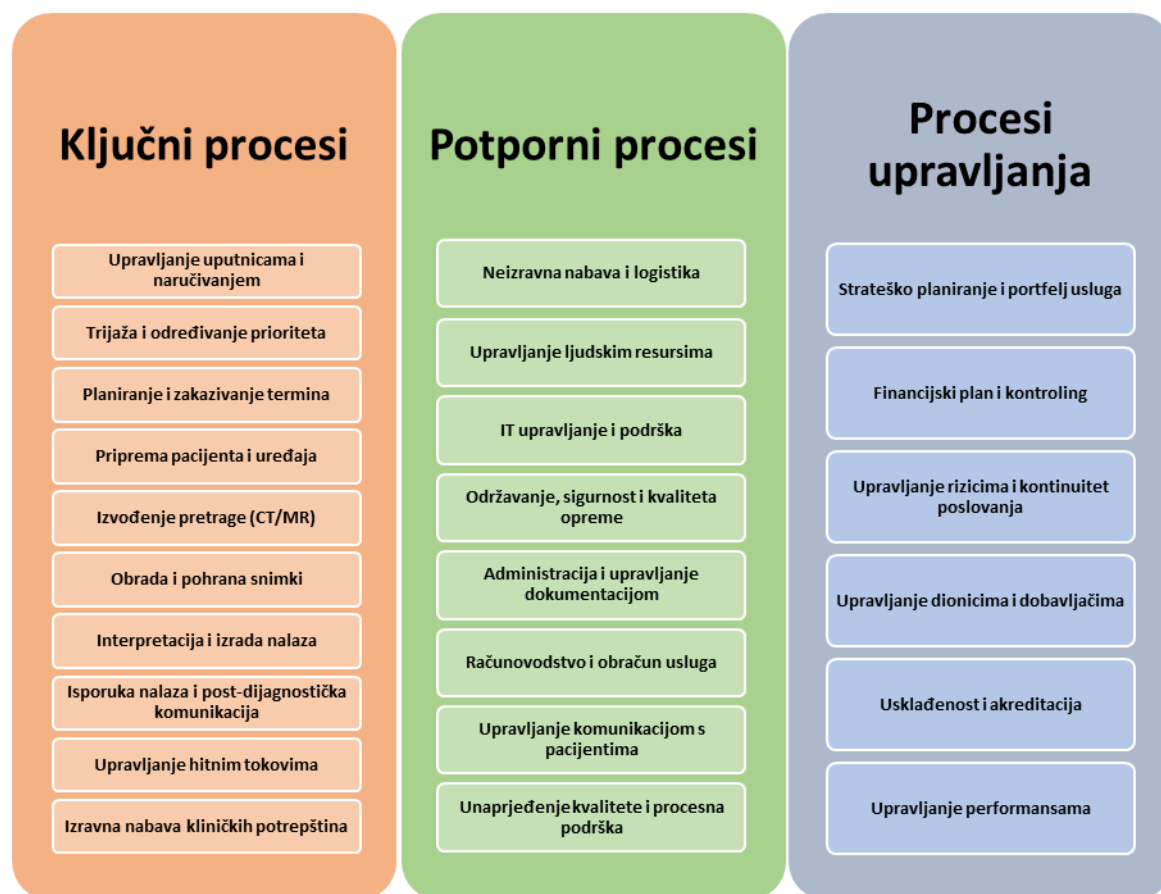 Ključni procesi
Upravljanje uputnicama i
naručivanjem
Trijaža i određivanje prioriteta
Planiranje i zakazivanje termina
Priprema pacijenta i uređaja
Izvođenje pretrage (CT/MR)
Obrada i pohrana snimki
Interpretacija i izrada nalaza
Isporuka nalaza i post-dijagnostička
komunikacija
Upravljanje hitnim tokovima
Izravna nabava kliničkih potrepština
Potporni procesi
Neizravna nabava i logistika
Upravljanje ljudskim resursima
IT upravljanje i podrška
Održavanje, sigurnost i kvaliteta
opreme
Administracija i upravljanje
dokumentacijom
Računovodstvo i obračun usluga
Upravljanje komunikacijom s
pacijentima
Unaprjeđenje kvalitete i procesna
podrška
Procesi
upravljanja
Strateško planiranje i portfelj usluga
Financijski plan i kontroling
Upravljanje rizicima i kontinuitet
poslovanja
Upravljanje dionicima i dobavljačima
Usklađenost i akreditacija
Upravljanje performansama